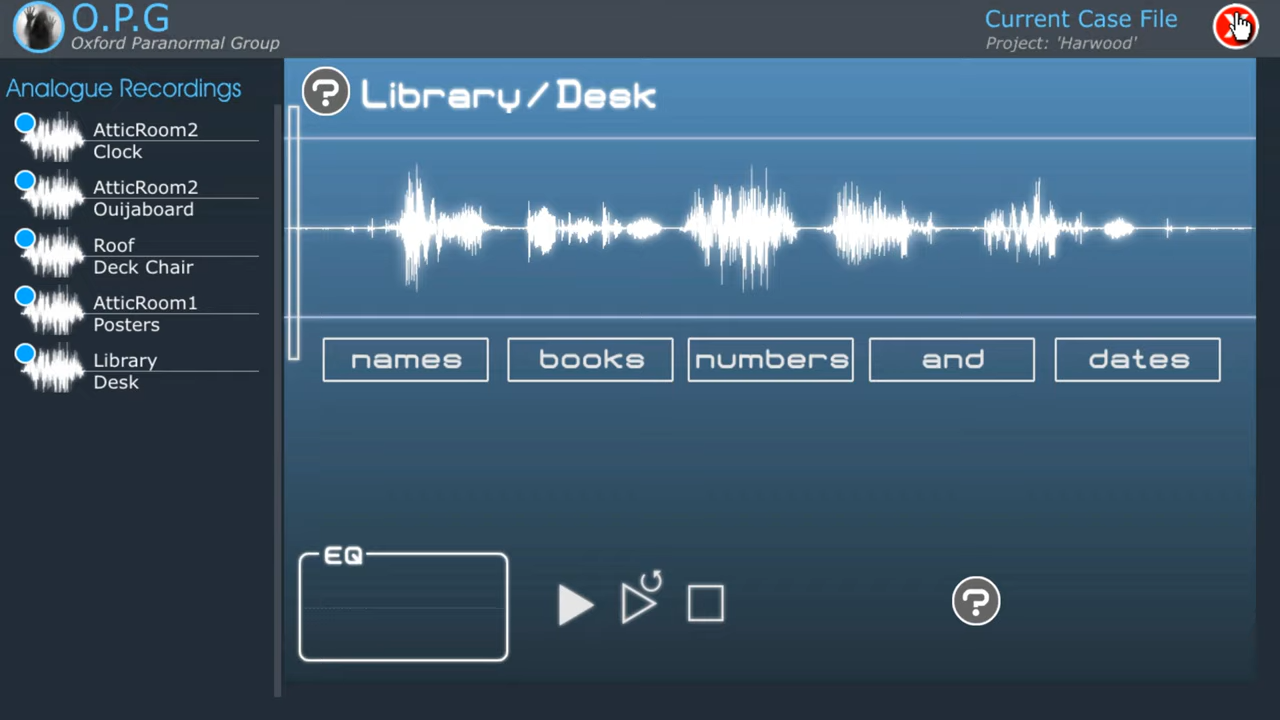 O.P.G
Oxford Paranormal Group
Current Case File
Project: 'Harwood'
Analogue Recordings
AtticRoom2
Clock
AtticRoom2
Ouijaboard
Roof
Deck Chair
AtticRoom1
Posters
Library
Desk
? Library/Desk
names books numbers and dates
EQ
?